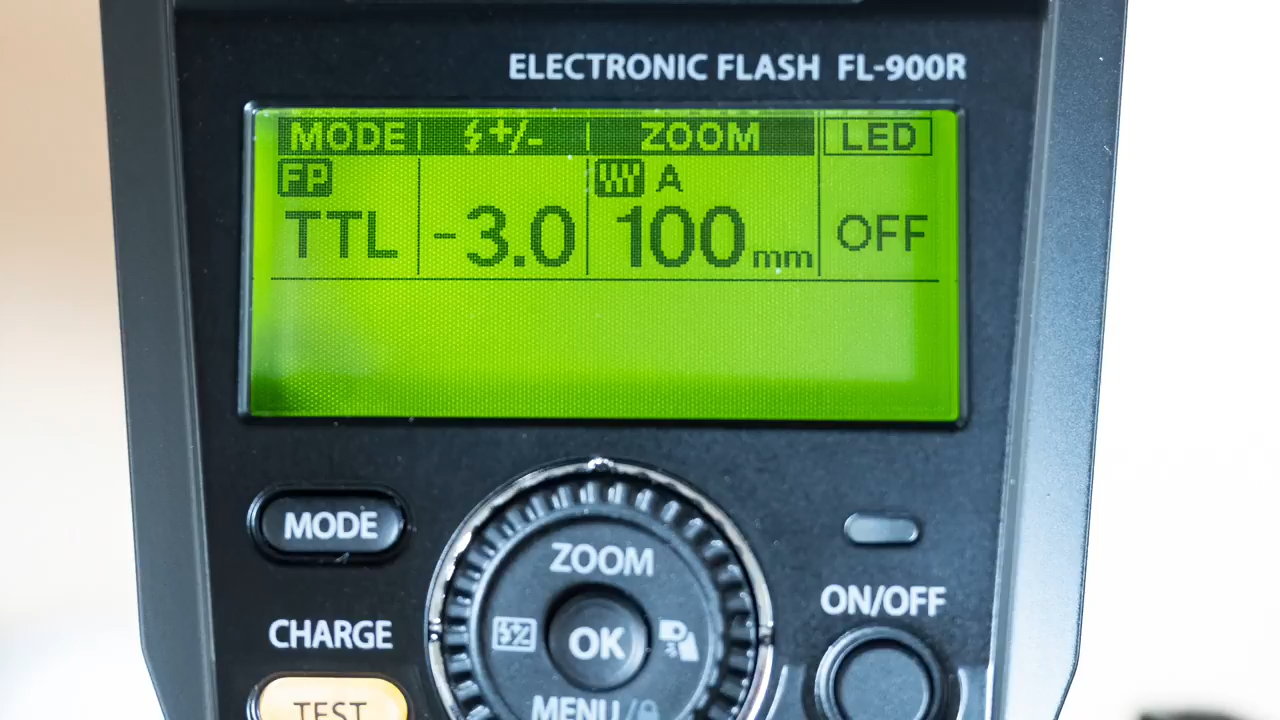 ELECTRONIC FLASH FL-900R
MODE +/- ZOOM LED
FP A
TTL -3.0 100mm OFF
MODE
ZOOM
ON/OFF
CHARGE
OK
TEST
MENU/